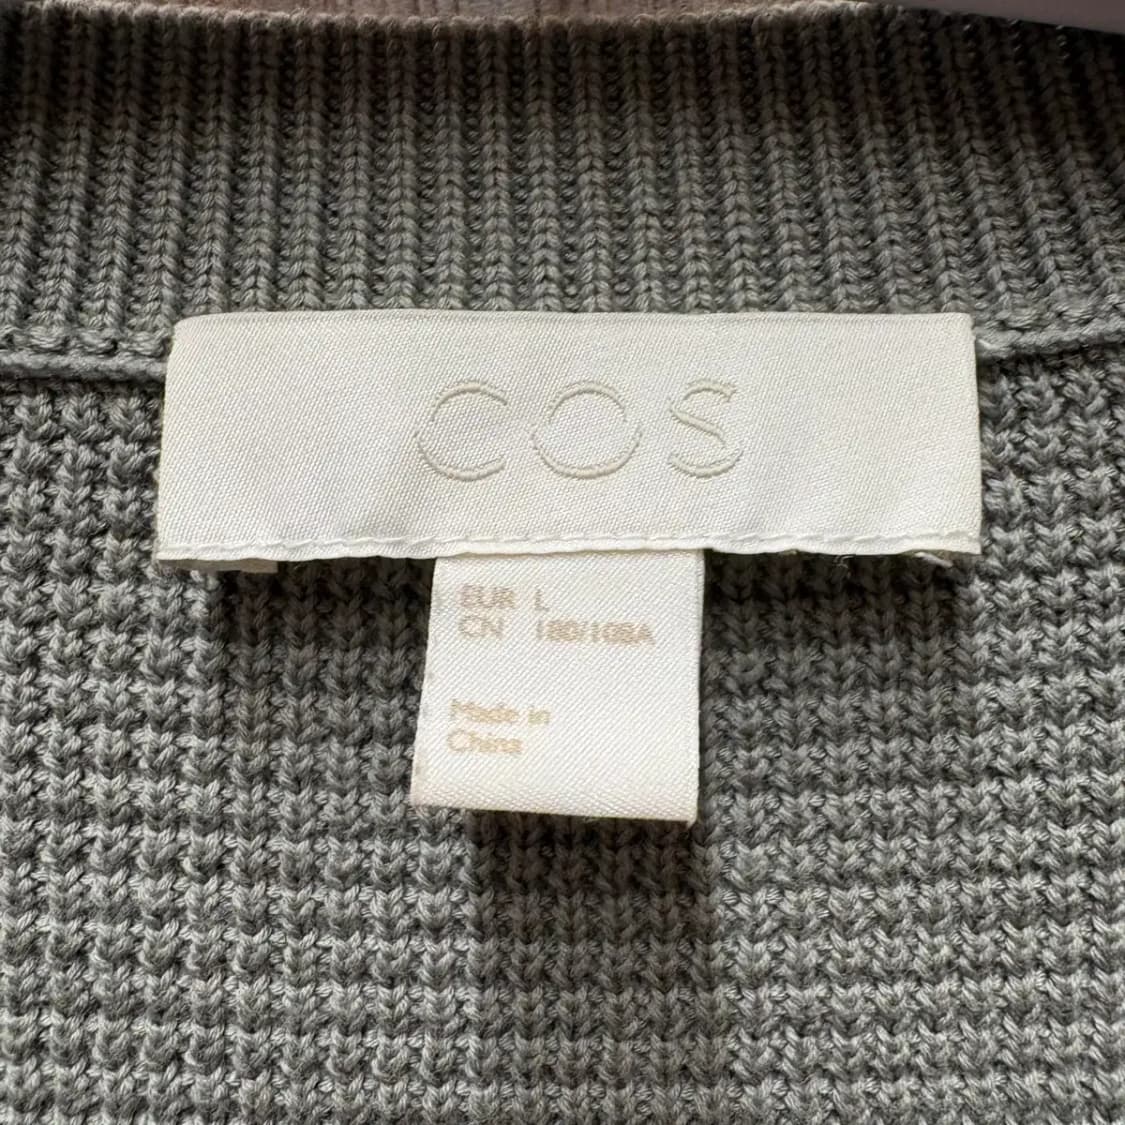 COS
EUR L
CN 180/108A
Made in
China